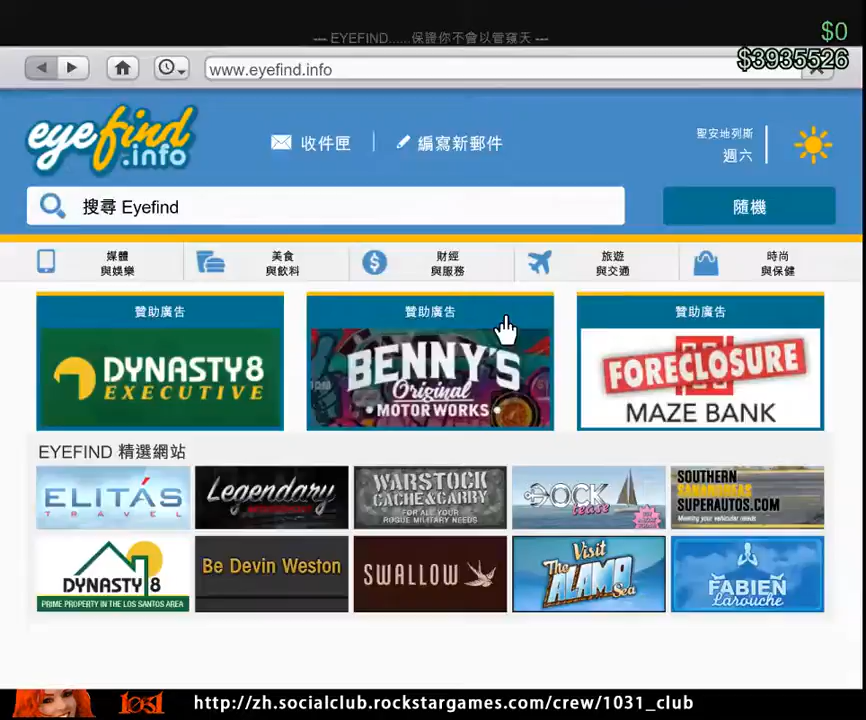 — EYEFIND......保證你不會以管窺天 —
$0
$3935526
www.eyefind.info
eyefind.info
收件匣
編寫新郵件
聖安地列斯
週六
搜尋 Eyefind
隨機
媒體與娛樂
美食與飲料
財經與服務
旅遊與交通
時尚與保健
贊助廣告
贊助廣告
贊助廣告
DYNASTY8
EXECUTIVE
BENNY'S
Original
MOTOR WORKS
FORECLOSURE
MAZE BANK
EYEFIND 精選網站
ELITÁS
TRAVEL
Legendary
WARSTOCK
CACHE & CARRY
FOR ALL YOUR
ROGUE MILITARY NEEDS
DOCK
tease
SOUTHERN
SAN ANDREAS
SUPERAUTOS.COM
Meeting your vehicular needs
DYNASTY 8
PRIME PROPERTY IN THE LOS SANTOS AREA
Be Devin Weston
SWALLOW
Visit
The
ALAMO
Sea
FABIEN
Larouche
1031
http://zh.socialclub.rockstargames.com/crew/1031_club